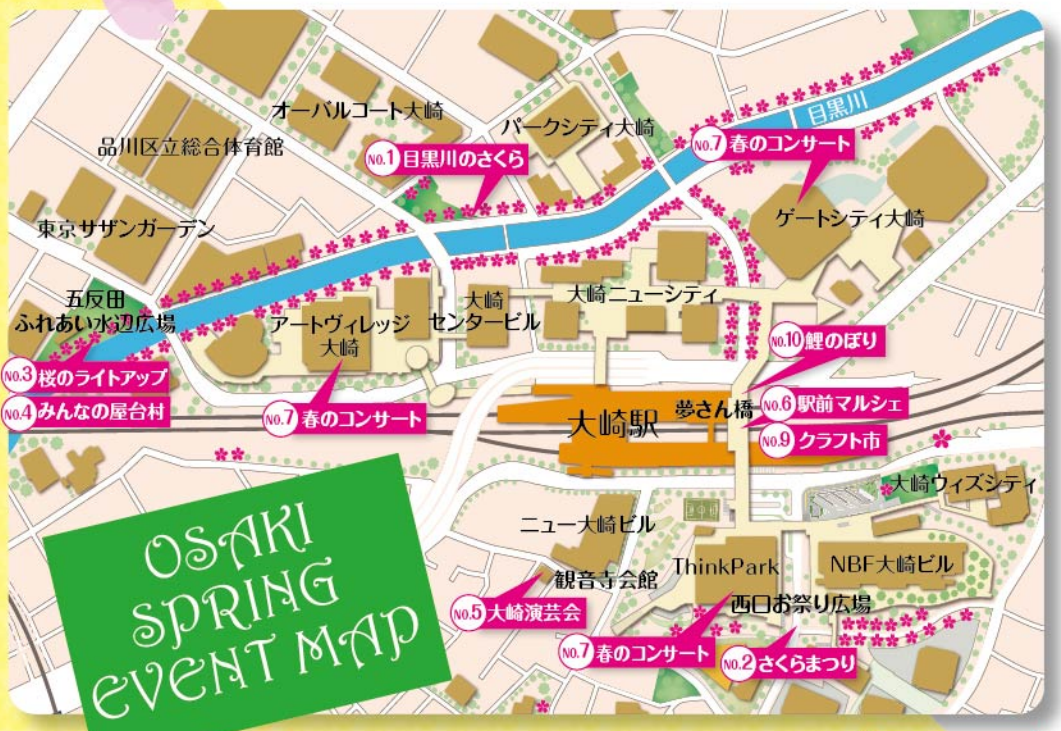 オーバルコート大崎
パークシティ大崎
目黒川
品川区立総合体育館
No.1 目黒川のさくら
No.7 春のコンサート
東京サザンガーデン
ゲートシティ大崎
五反田
ふれあい水辺広場
アートヴィレッジ
大崎
大崎
センタービル
大崎ニューシティ
No.3 桜のライトアップ
No.4 みんなの屋台村
No.7 春のコンサート
No.10 鯉のぼり
大崎駅
夢さん橋
No.6 駅前マルシェ
No.9 クラフト市
大崎ウィズシティ
ニュー大崎ビル
ThinkPark
NBF大崎ビル
観音寺会館
No.5 大崎演芸会
西口お祭り広場
No.7 春のコンサート
No.2 さくらまつり
OSAKI
SPRING
EVENT MAP